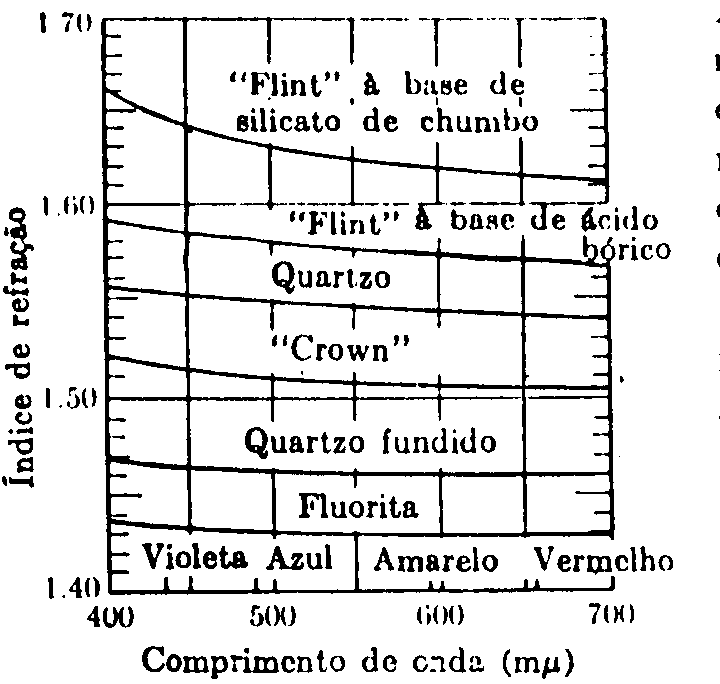 1.70
"Flint" à base de
silicato de chumbo
1.60
"Flint" à base de ácido
bórico
Quartzo
"Crown"
1.50
Quartzo fundido
Fluorita
Violeta Azul Amarelo Vermelho
1.40
400 500 600 700
Comprimento de onda (mμ)
Índice de refração